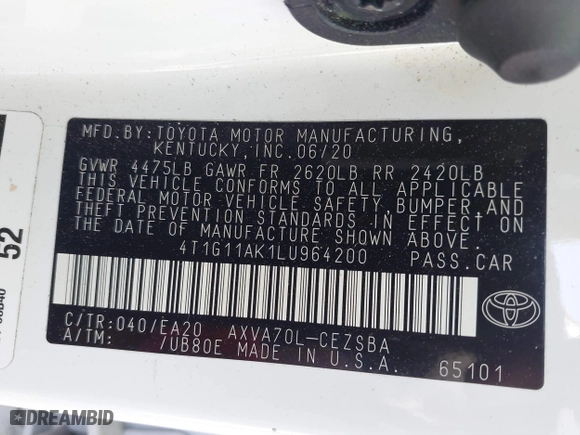 MFD.BY:TOYOTA MOTOR MANUFACTURING,
KENTUCKY,INC.06/20
GVWR 4475LB GAWR FR 2620LB RR 2420LB
THIS VEHICLE CONFORMS TO ALL APPLICABLE
FEDERAL MOTOR VEHICLE SAFETY,BUMPER AND
THEFT PREVENTION STANDARDS IN EFFECT ON
THE DATE OF MANUFACTURE SHOWN ABOVE.
4T1G11AK1LU964200 PASS.CAR
C/TR:040/EA20 AXVA70L-CEZSBA
A/TM: /UB80E MADE IN U.S.A.
65101
TOYOTA
52
DREAMBID